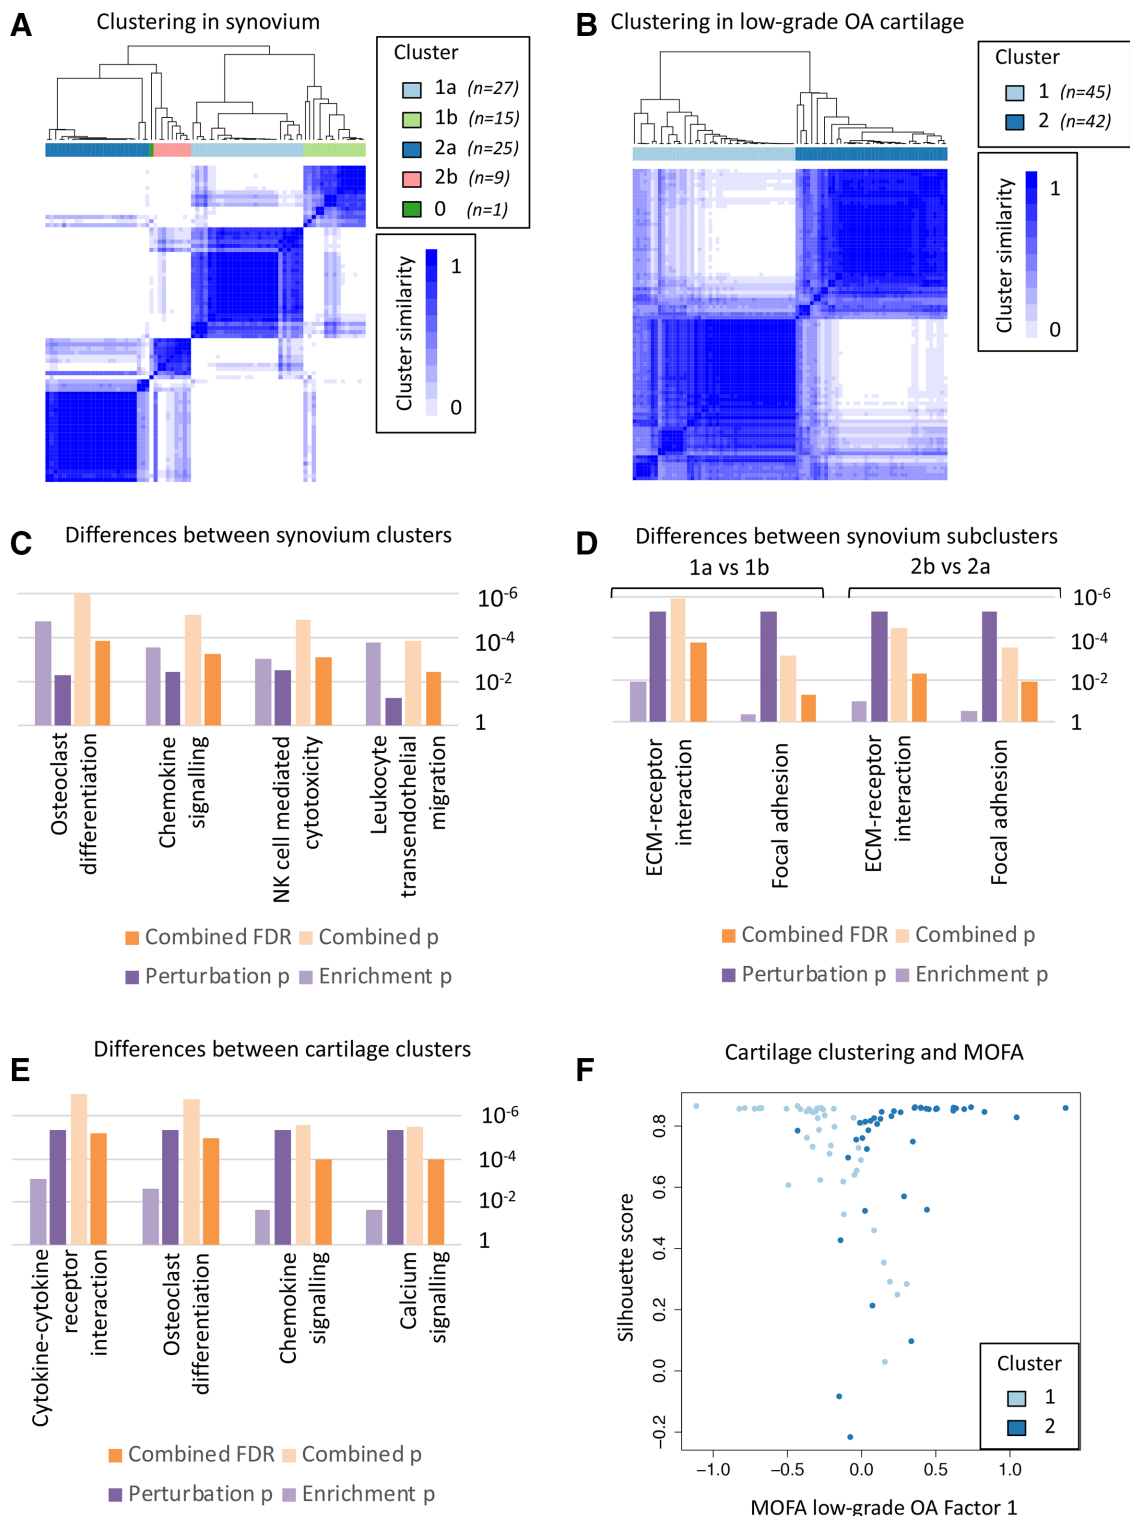 A
Clustering in synovium
Cluster
1a (n=27)
1b (n=15)
2a (n=25)
2b (n=9)
0 (n=1)
Cluster similarity
1
0
B
Clustering in low-grade OA cartilage
Cluster
1 (n=45)
2 (n=42)
Cluster similarity
1
0
C
Differences between synovium clusters
10-6
10-4
10-2
1
Osteoclast
differentiation
Chemokine
signalling
NK cell mediated
cytotoxicity
Leukocyte
transendothelial
migration
Combined FDR
Combined p
Perturbation p
Enrichment p
D
Differences between synovium subclusters
1a vs 1b
2b vs 2a
10-6
10-4
10-2
1
ECM-receptor
interaction
Focal adhesion
ECM-receptor
interaction
Focal adhesion
Combined FDR
Combined p
Perturbation p
Enrichment p
E
Differences between cartilage clusters
10-6
10-4
10-2
1
Cytokine-cytokine
receptor
interaction
Osteoclast
differentiation
Chemokine
signalling
Calcium
signalling
Combined FDR
Combined p
Perturbation p
Enrichment p
F
Cartilage clustering and MOFA
Silhouette score
0.8
0.6
0.4
0.2
0.0
−0.2
Cluster
1
2
−1.0 −0.5 0.0 0.5 1.0
MOFA low-grade OA Factor 1